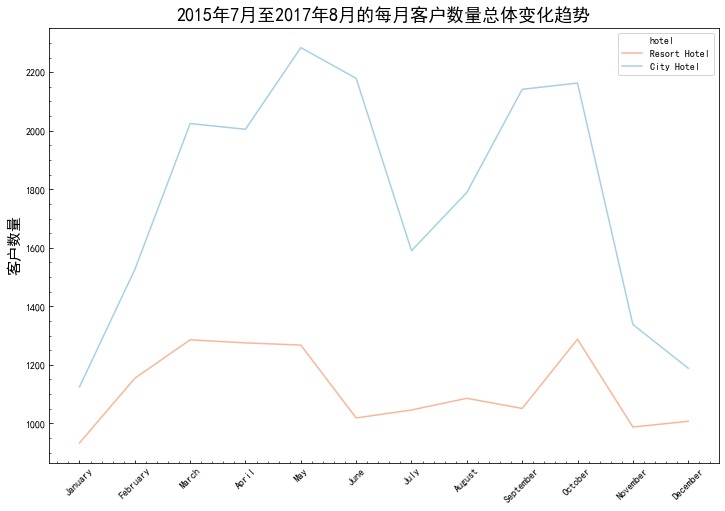 2015年7月至2017年8月的每月客户数量总体变化趋势
hotel
Resort Hotel
City Hotel
客户数量
2200
2000
1800
1600
1400
1200
1000
January
February
March
April
May
June
July
August
September
October
November
December